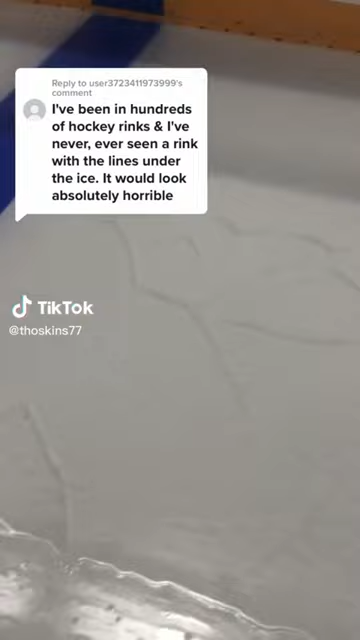 Reply to user3723411973999's
comment
I've been in hundreds
of hockey rinks & I've
never, ever seen a rink
with the lines under
the ice. It would look
absolutely horrible
TikTok
@thoskins77